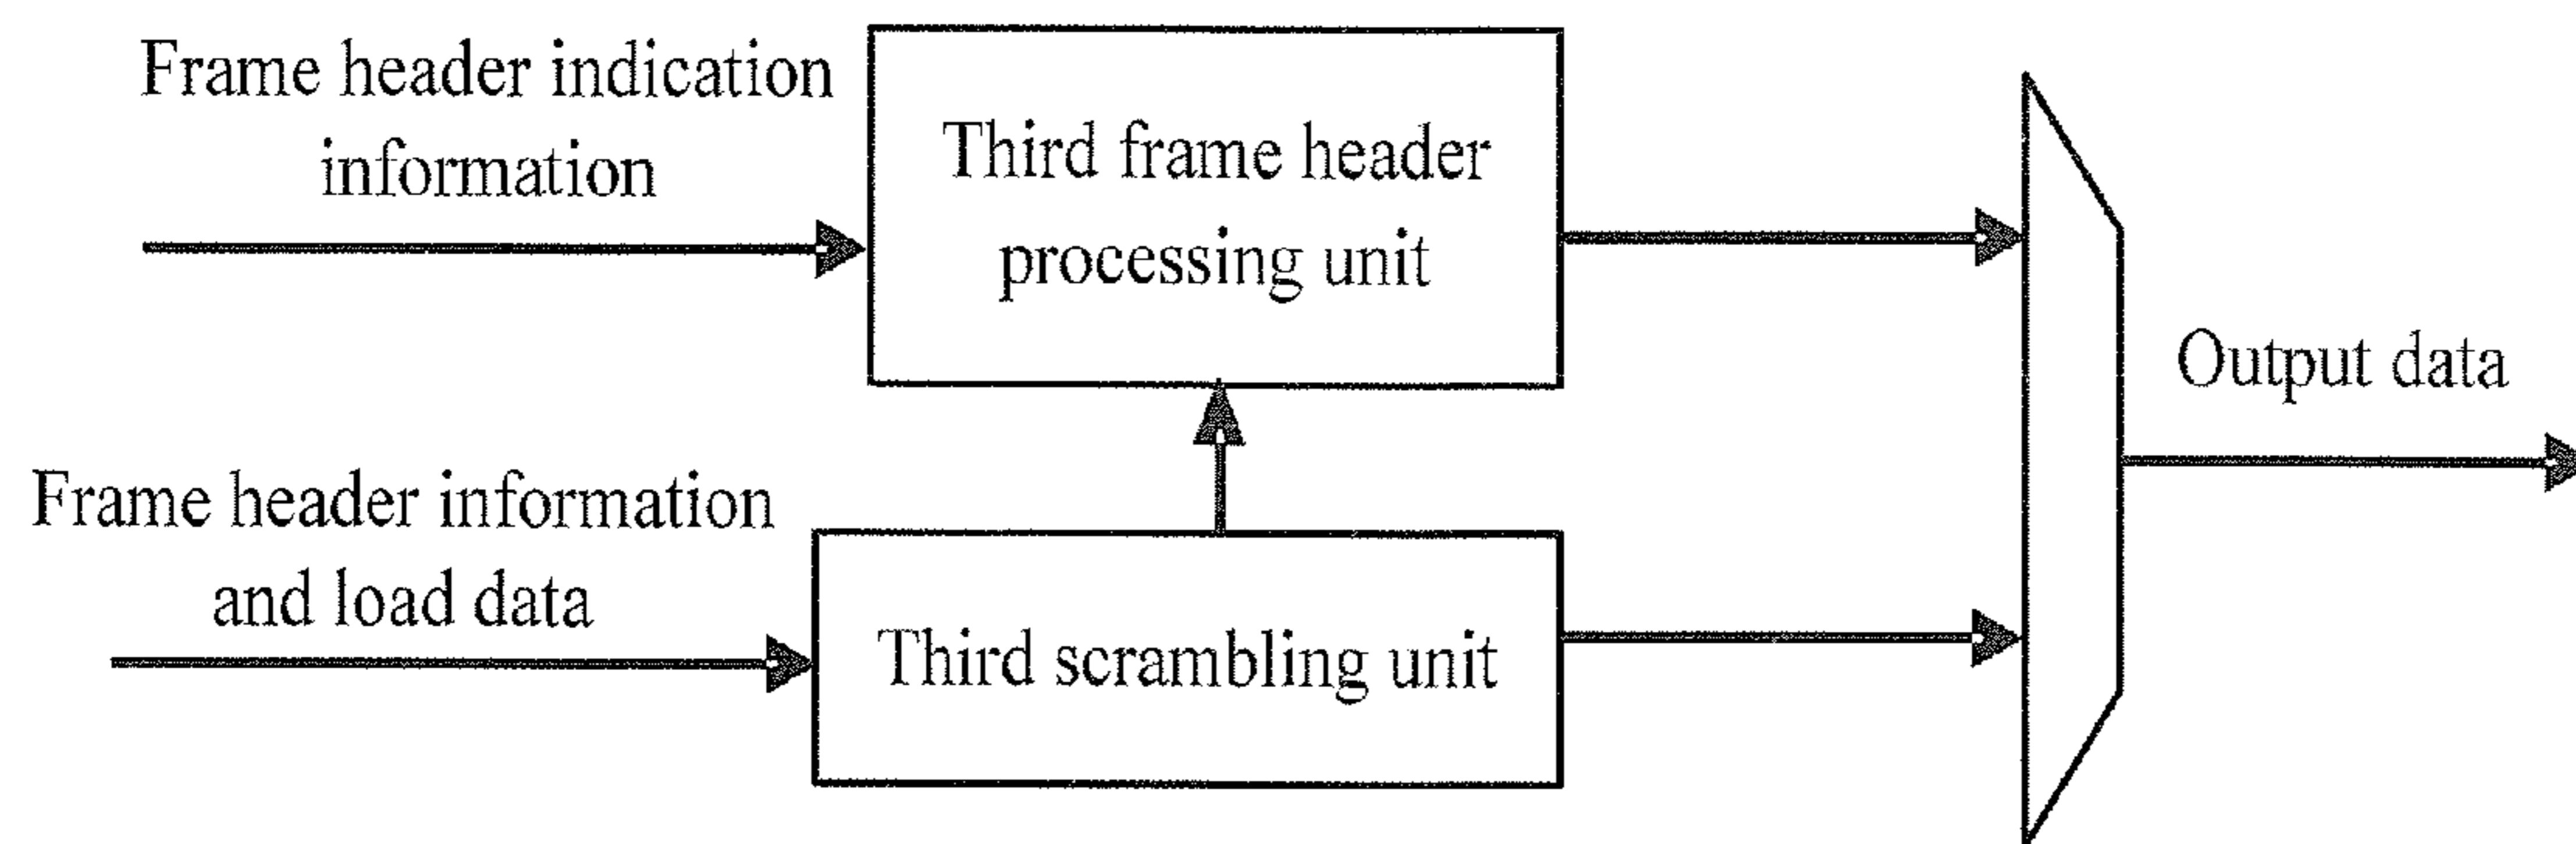 Frame header indication
information
Third frame header
processing unit
Output data
Frame header information
and load data
Third scrambling unit